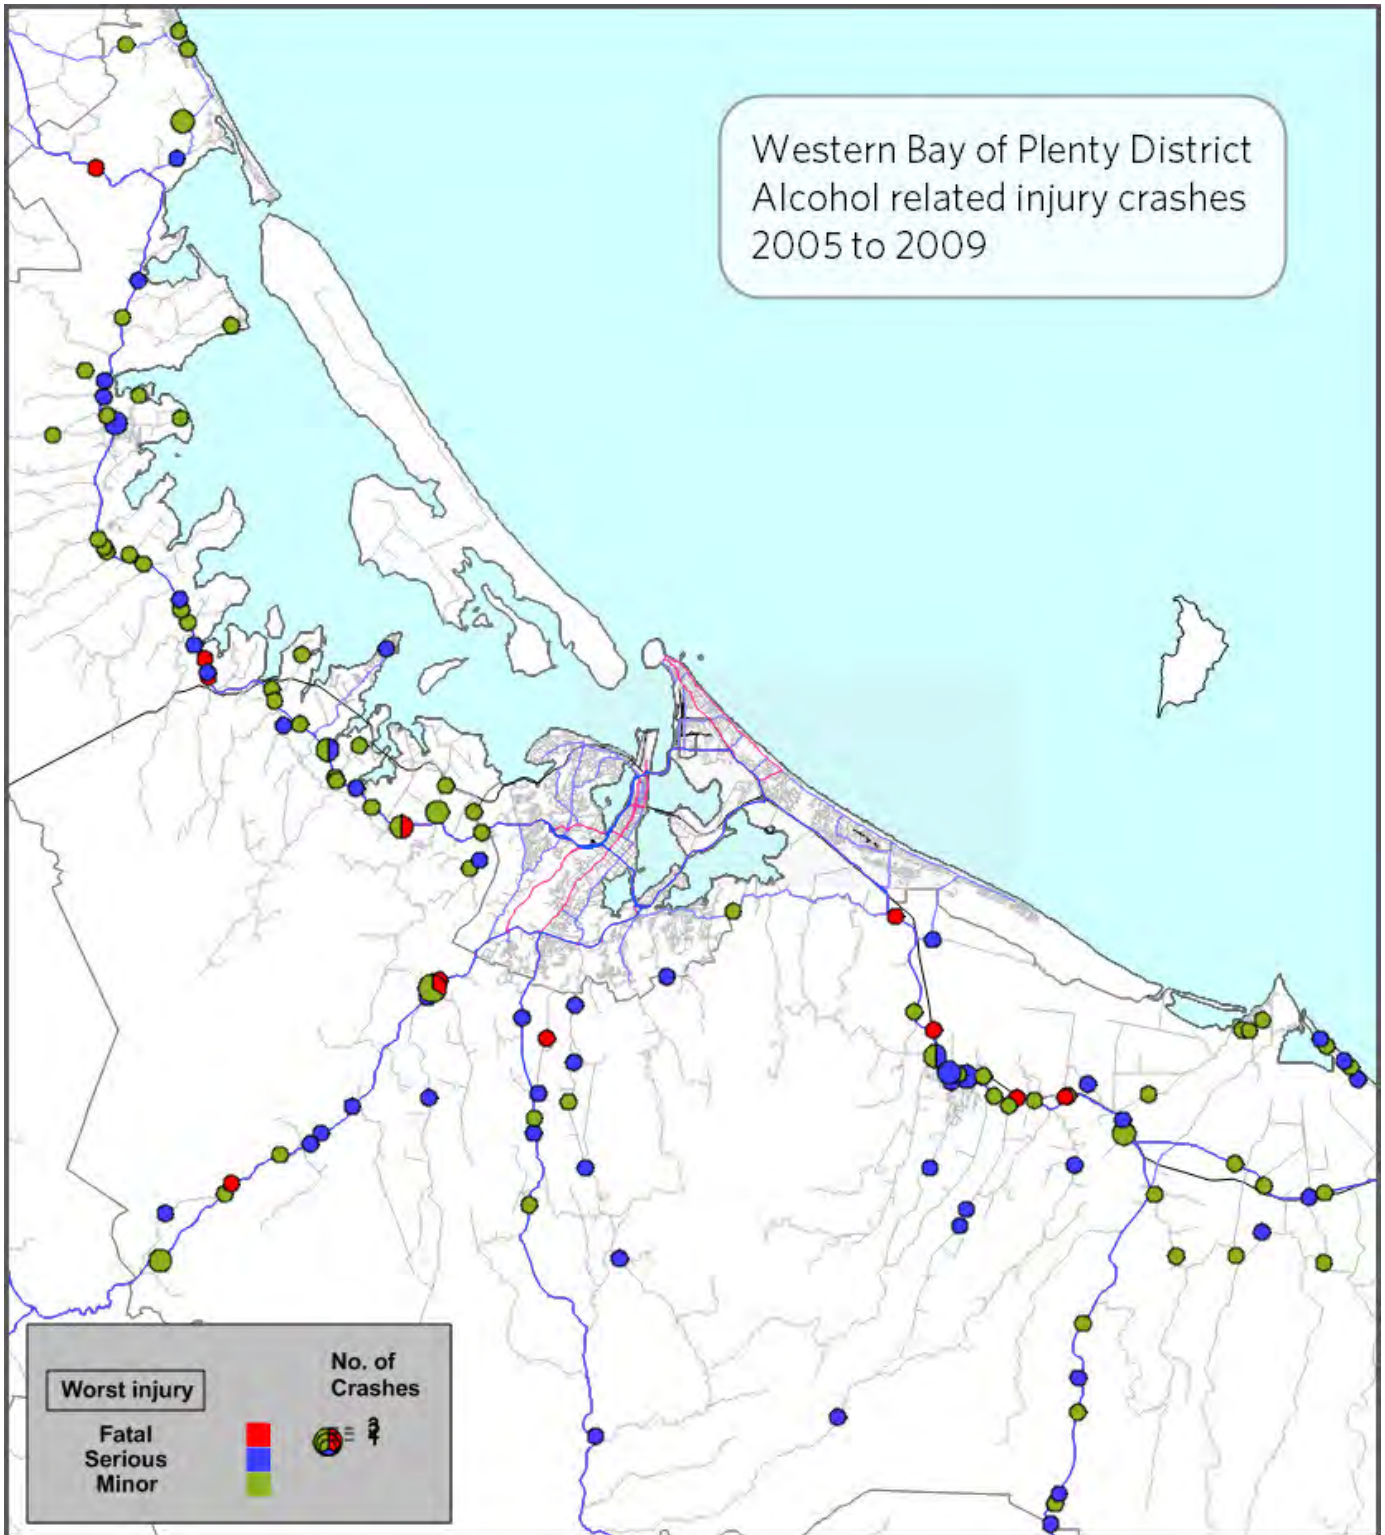 Western Bay of Plenty District
Alcohol related injury crashes
2005 to 2009
No. of
Crashes
Worst injury
Fatal
Serious
Minor